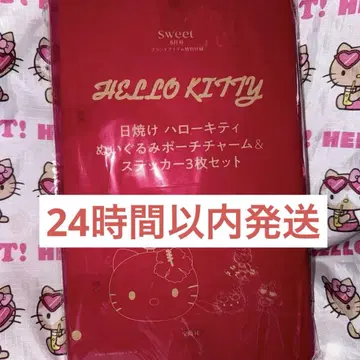 Sweet
HELLO KITTY
日焼け ハローキティ
ぬいぐるみポーチチャーム&
ステッカー3枚セット
24時間以内発送